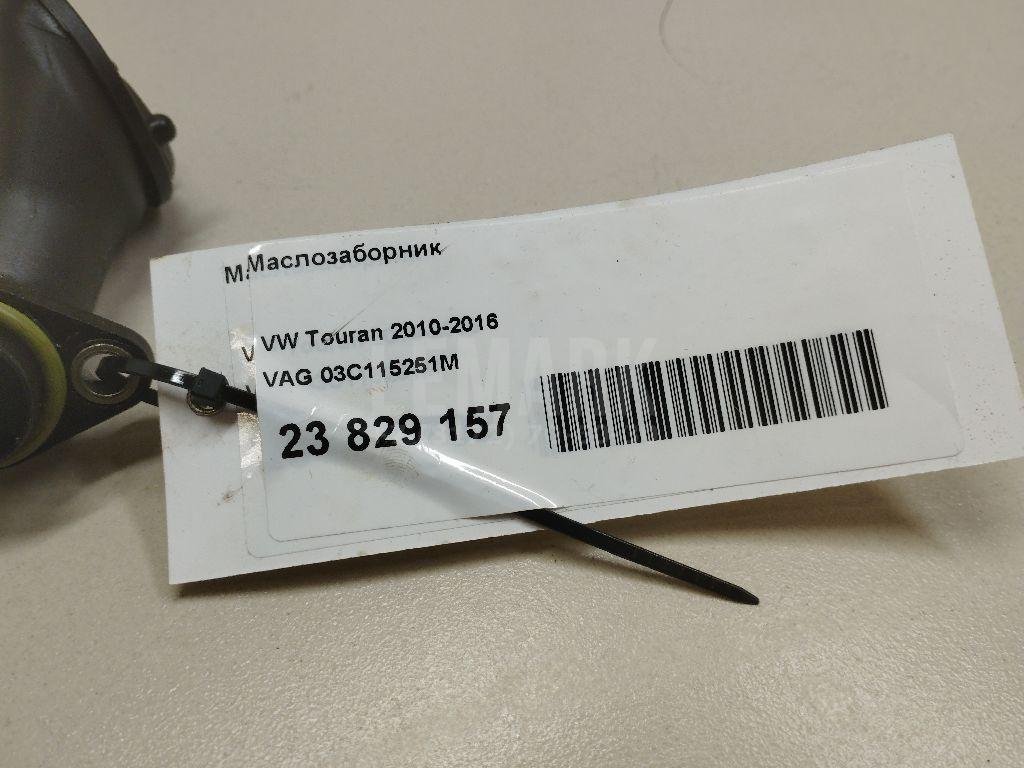 Маслозаборник
VW Touran 2010-2016
VAG 03C115251M
23 829 157